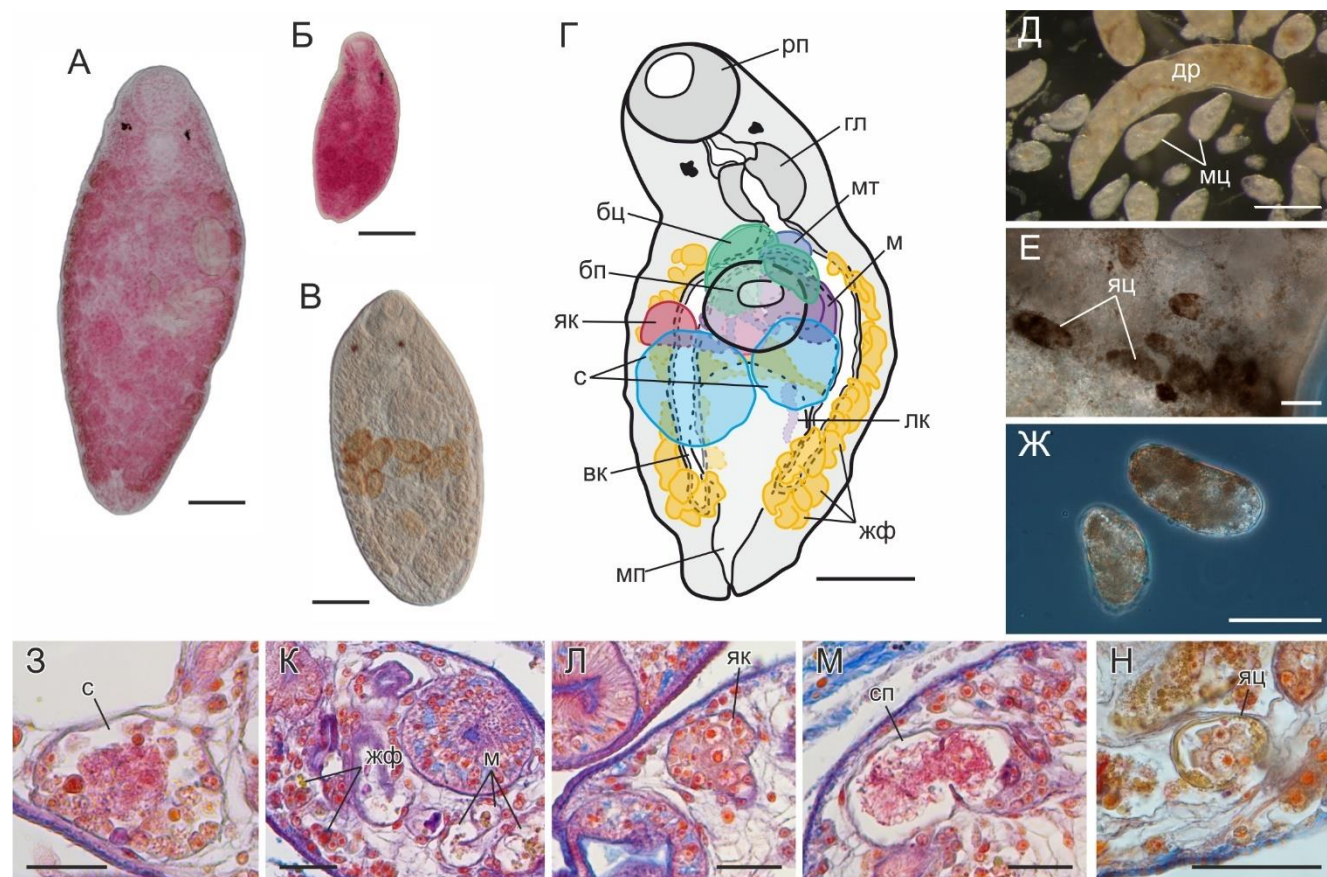 А
Б
В
Г
рп
гл
мт
бц
м
бп
як
с
лк
вк
жф
мп
Д
др
мц
Е
яц
Ж
З
с
К
жф
м
Л
як
М
сп
Н
яц